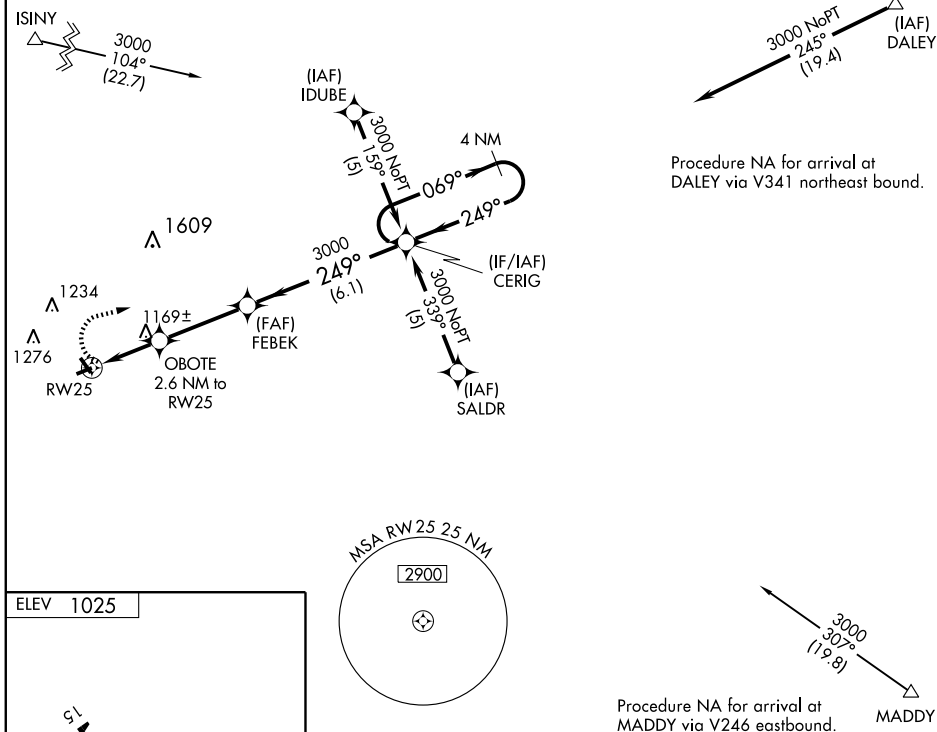 ISINY
3000
104°
(22.7)
3000 NoPT
245°
(19.4)
(IAF)
DALEY
(IAF)
IDUBE
3000 NoPT
159°
(5)
4 NM
069°
249°
Procedure NA for arrival at
DALEY via V341 northeast bound.
1609
3000
249°
(6.1)
(IF/IAF)
CERIG
3000 NoPT
339°
(5)
1234
1169±
1276
(FAF)
FEBEK
OBOTE
2.6 NM to
RW25
RW25
(IAF)
SALDR
MSA RW25 25 NM
2900
ELEV 1025
15
3000
307°
(19.8)
MADDY
Procedure NA for arrival at
MADDY via V246 eastbound.